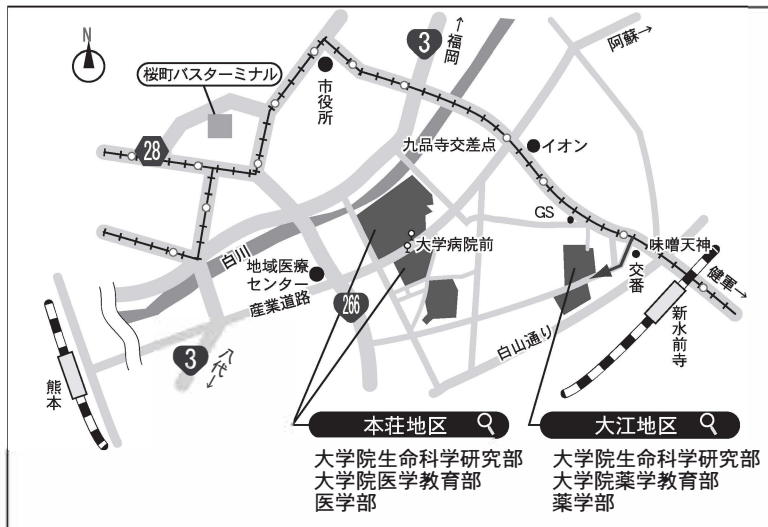 N
桜町バスターミナル
市役所
3
←福岡
阿蘇→
28
九品寺交差点
イオン
GS
大学病院前
味噌天神
交番
健軍→
白川
地域医療
センター
産業道路
266
白山通り
新水前寺
3
八代→
熊本
本荘地区
大学院生命科学研究部
大学院医学教育部
医学部
大江地区
大学院生命科学研究部
大学院薬学教育部
薬学部